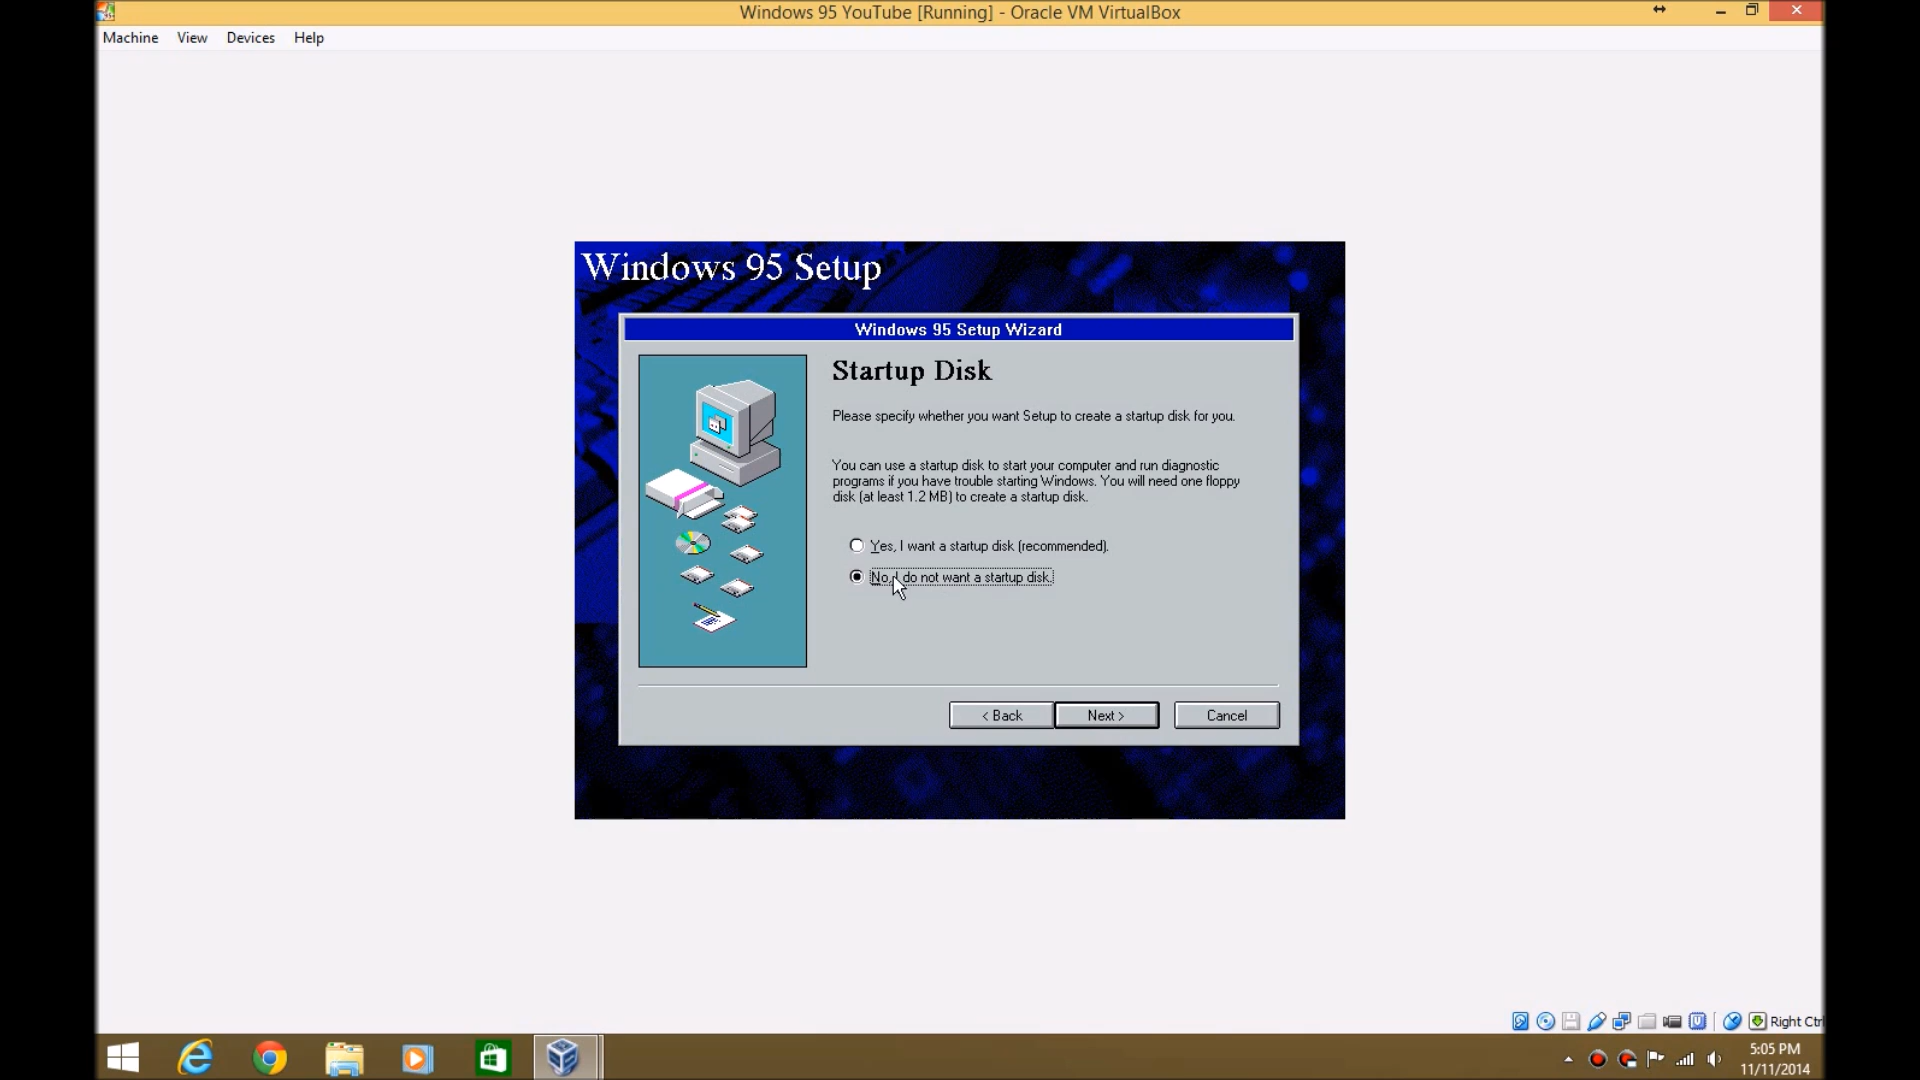 Windows 95 YouTube [Running] - Oracle VM VirtualBox
Machine View Devices Help
Windows 95 Setup
Windows 95 Setup Wizard
Startup Disk
Please specify whether you want Setup to create a startup disk for you.
You can use a startup disk to start your computer and run diagnostic
programs if you have trouble starting Windows. You will need one floppy
disk (at least 1.2 MB) to create a startup disk.
Yes, I want a startup disk (recommended).
No, I do not want a startup disk.
< Back Next > Cancel
Right Ctrl
5:05 PM
11/11/2014